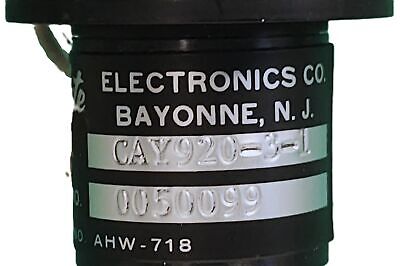 ELECTRONICS CO.
BAYONNE, N. J.
CAY920-3-1
0050099
AHW-718